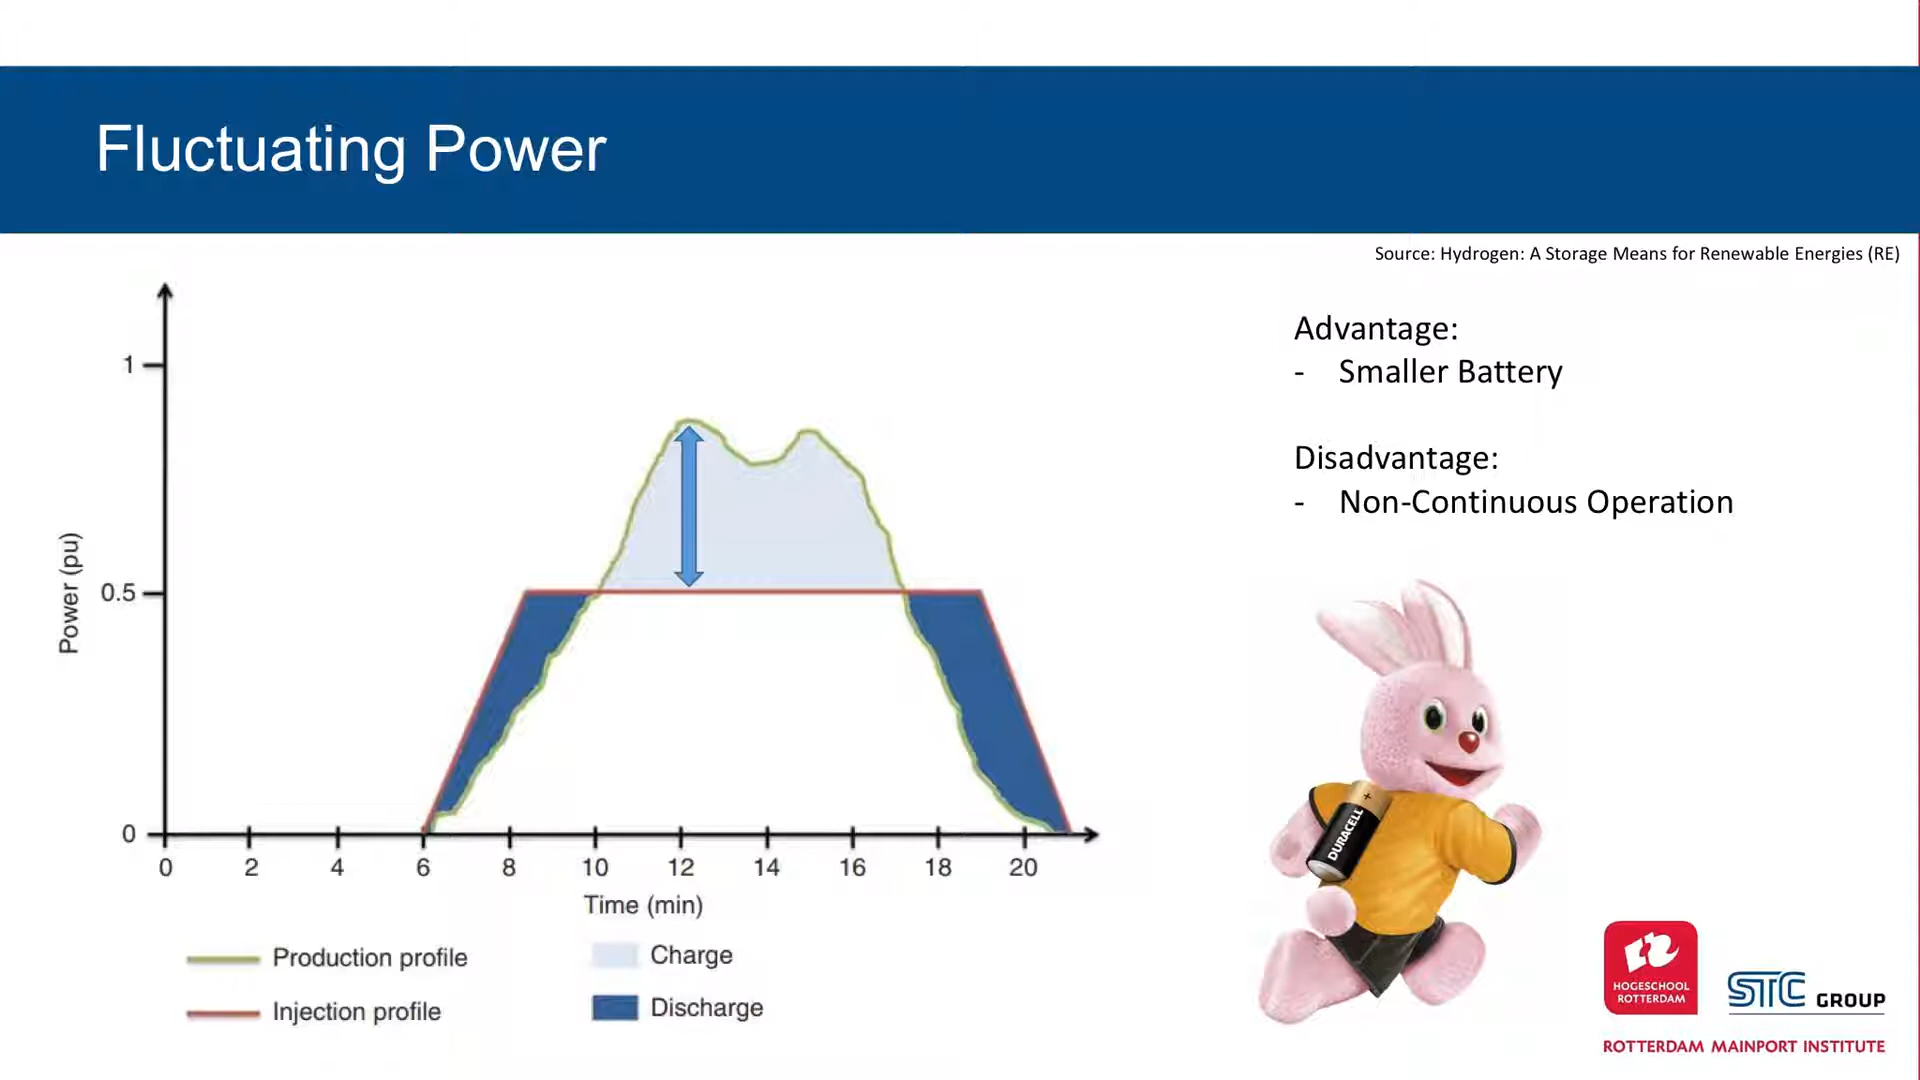 Fluctuating Power
Source: Hydrogen: A Storage Means for Renewable Energies (RE)
Advantage:
- Smaller Battery
Disadvantage:
- Non-Continuous Operation
Power (pu)
1
0.5
0
0 2 4 6 8 10 12 14 16 18 20
Time (min)
Production profile
Injection profile
Charge
Discharge
+
DURACELL
HOGESCHOOL
ROTTERDAM
STC GROUP
ROTTERDAM MAINPORT INSTITUTE